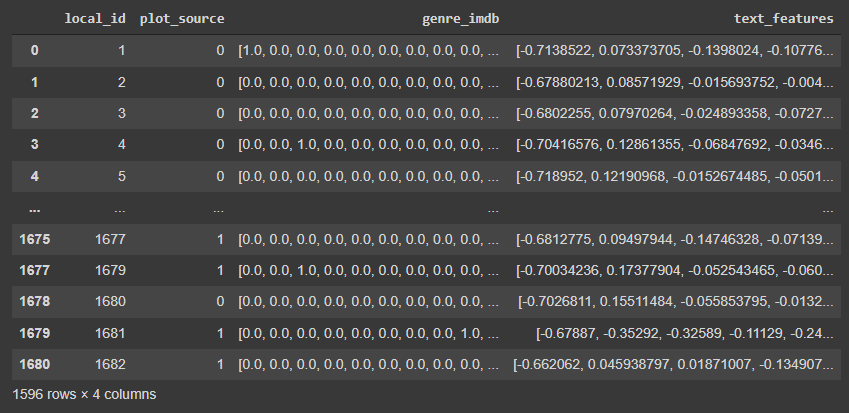 local_id plot_source genre_imdb text_features
0 1 0 [1.0, 0.0, 0.0, 0.0, 0.0, 0.0, 0.0, 0.0, 0.0, ... [-0.7138522, 0.073373705, -0.1398024, -0.10776...
1 2 0 [0.0, 0.0, 0.0, 0.0, 0.0, 0.0, 0.0, 0.0, 0.0, ... [-0.67880213, 0.08571929, -0.015693752, -0.004...
2 3 0 [0.0, 0.0, 0.0, 0.0, 0.0, 0.0, 0.0, 0.0, 0.0, ... [-0.6802255, 0.07970264, -0.024893358, -0.0727...
3 4 0 [0.0, 0.0, 1.0, 0.0, 0.0, 0.0, 0.0, 0.0, 0.0, ... [-0.70416576, 0.12861355, -0.06847692, -0.0346...
4 5 0 [0.0, 0.0, 0.0, 0.0, 0.0, 0.0, 0.0, 0.0, 0.0, ... [-0.718952, 0.12190968, -0.0152674485, -0.0501...
... ... ... ... ...
1675 1677 1 [0.0, 0.0, 0.0, 0.0, 0.0, 0.0, 0.0, 0.0, 0.0, ... [-0.6812775, 0.09497944, -0.14746328, -0.07139...
1677 1679 1 [0.0, 0.0, 1.0, 0.0, 0.0, 0.0, 0.0, 0.0, 0.0, ... [-0.70034236, 0.17377904, -0.052543465, -0.060...
1678 1680 0 [0.0, 0.0, 0.0, 0.0, 0.0, 0.0, 0.0, 0.0, 0.0, ... [-0.7026811, 0.15511484, -0.055853795, -0.0132...
1679 1681 1 [0.0, 0.0, 0.0, 0.0, 0.0, 0.0, 0.0, 0.0, 1.0, ... [-0.67887, -0.35292, -0.32589, -0.11129, -0.24...
1680 1682 1 [0.0, 0.0, 0.0, 0.0, 0.0, 0.0, 0.0, 0.0, 0.0, ... [-0.662062, 0.045938797, 0.01871007, -0.134907...
1596 rows × 4 columns